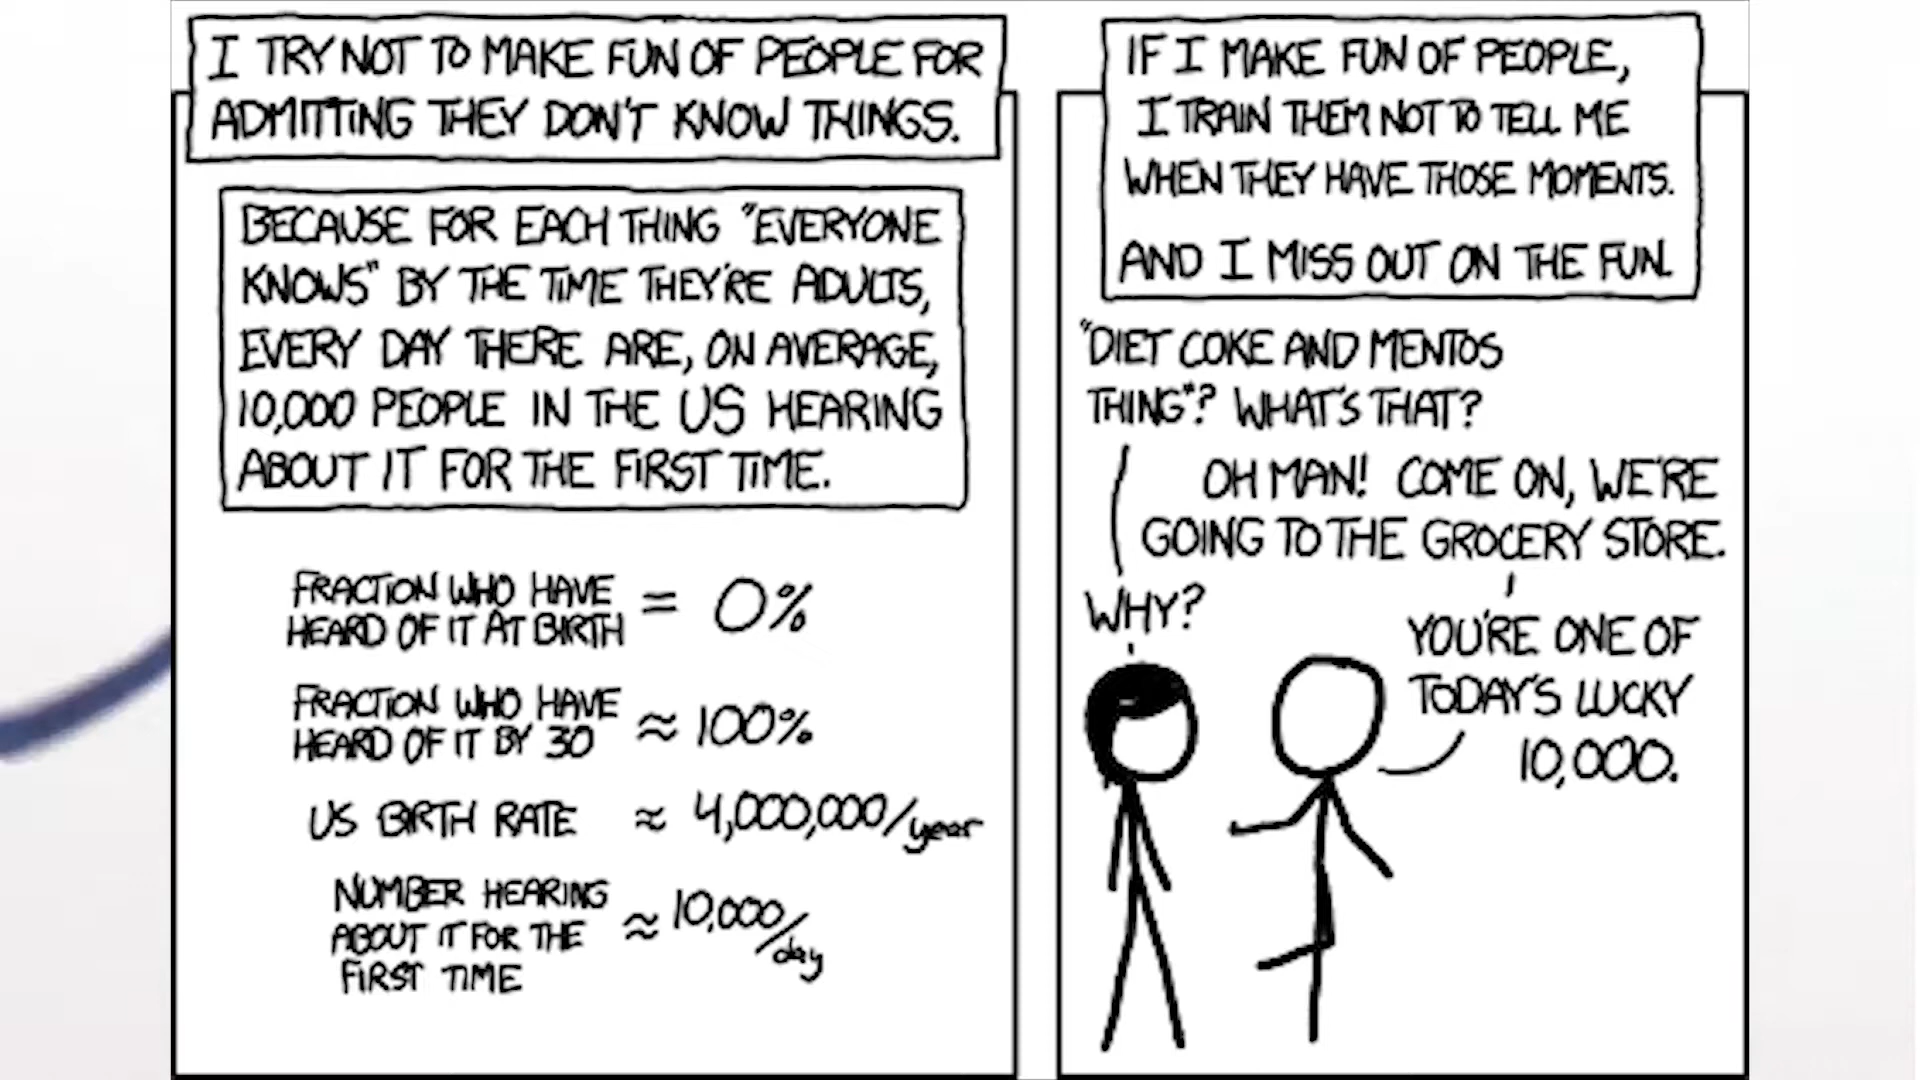 I TRY NOT TO MAKE FUN OF PEOPLE FOR
ADMITTING THEY DON'T KNOW THINGS.
BECAUSE FOR EACH THING "EVERYONE
KNOWS" BY THE TIME THEY'RE ADULTS,
EVERY DAY THERE ARE, ON AVERAGE,
10,000 PEOPLE IN THE US HEARING
ABOUT IT FOR THE FIRST TIME.
FRACTION WHO HAVE
HEARD OF IT AT BIRTH = 0%
FRACTION WHO HAVE
HEARD OF IT BY 30 ≈ 100%
US BIRTH RATE ≈ 4,000,000/year
NUMBER HEARING
ABOUT IT FOR THE ≈ 10,000/day
FIRST TIME
IF I MAKE FUN OF PEOPLE,
I TRAIN THEM NOT TO TELL ME
WHEN THEY HAVE THOSE MOMENTS.
AND I MISS OUT ON THE FUN.
"DIET COKE AND MENTOS
THING"? WHAT'S THAT?
OH MAN! COME ON, WE'RE
GOING TO THE GROCERY STORE.
WHY?
YOU'RE ONE OF
TODAY'S LUCKY
10,000.